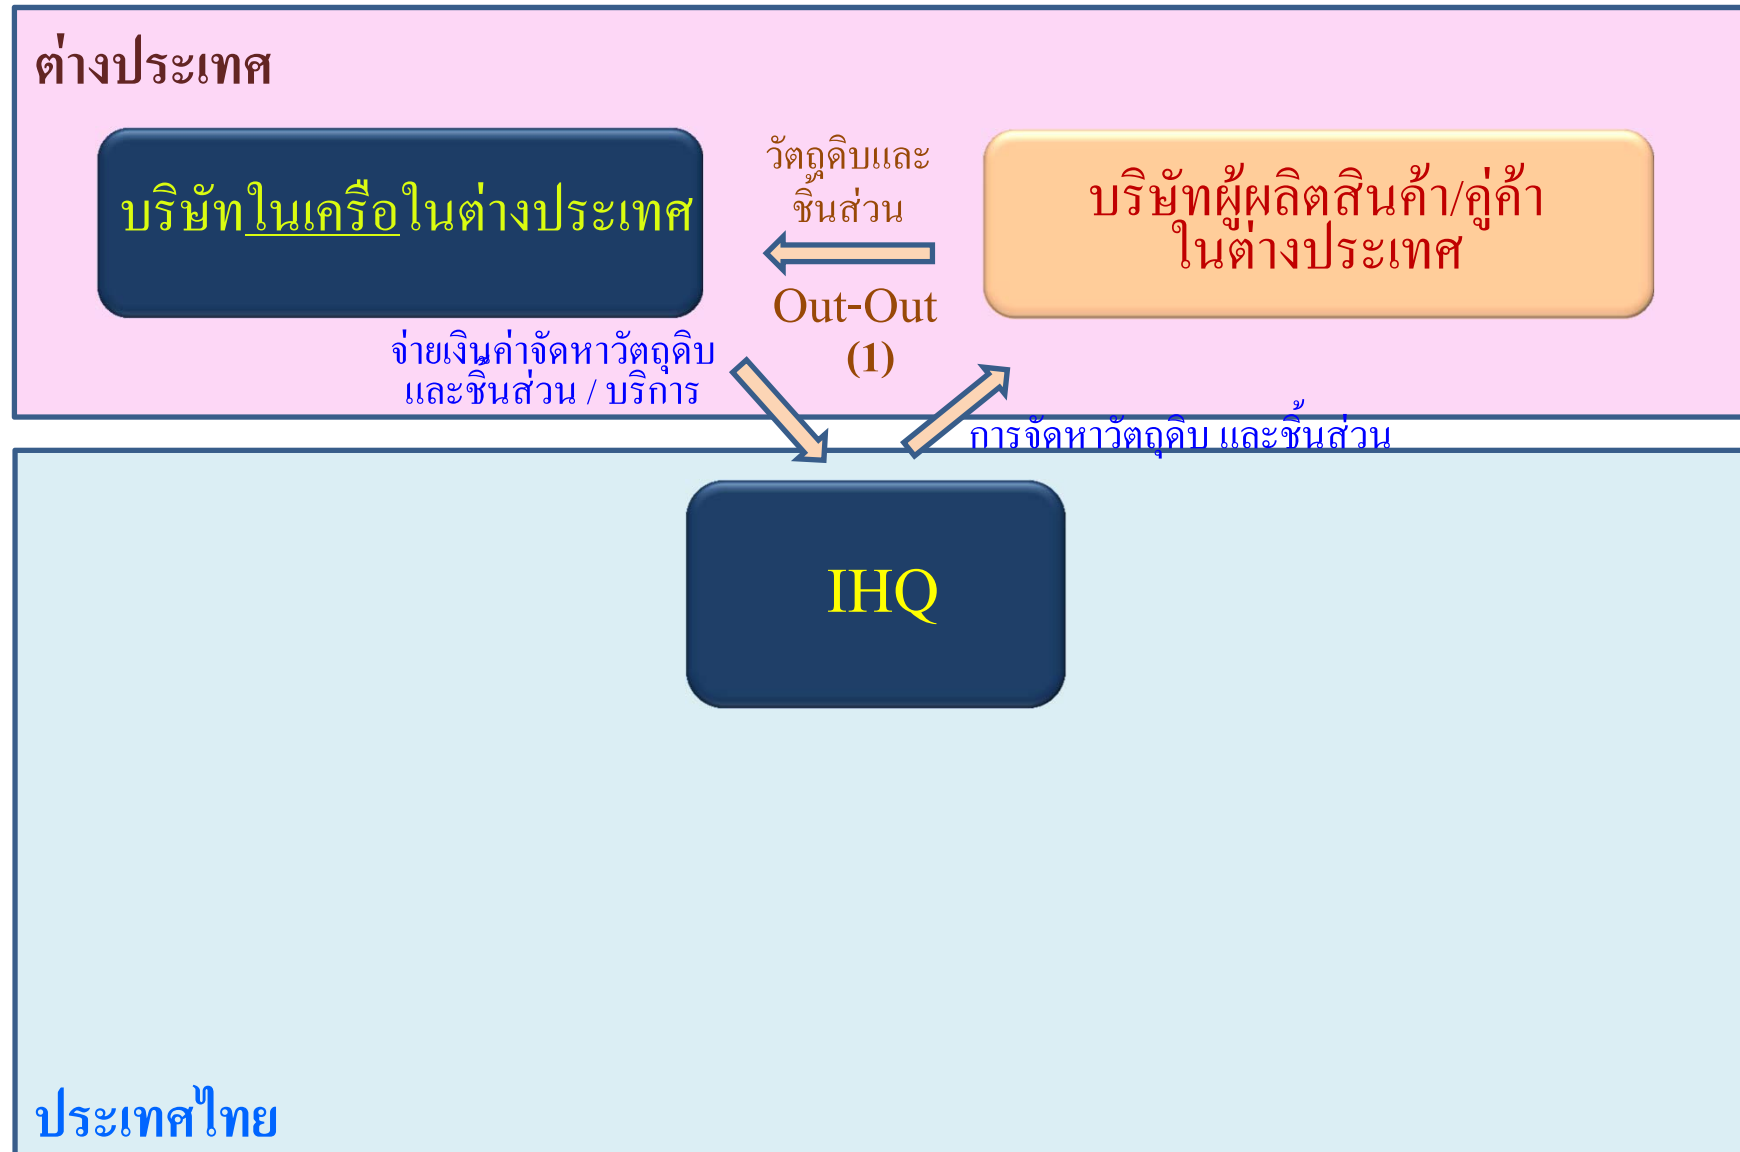 ต่างประเทศ
บริษัทในเครือในต่างประเทศ
วัตถุดิบและ
ชิ้นส่วน
บริษัทผู้ผลิตสินค้า/คู่ค้า
ในต่างประเทศ
Out-Out
(1)
จ่ายเงินค่าจัดหาวัตถุดิบ
และชิ้นส่วน / บริการ
การจัดหาวัตถุดิบ และชิ้นส่วน
IHQ
ประเทศไทย